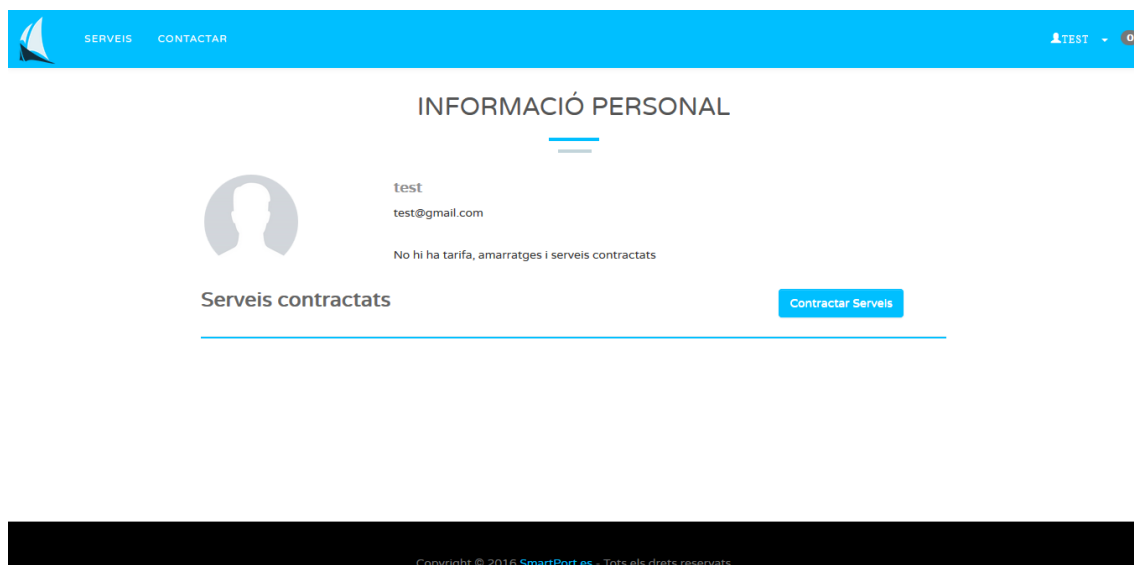 SERVEIS CONTACTAR TEST 0
INFORMACIÓ PERSONAL
test
test@gmail.com
No hi ha tarifa, amarratges i serveis contractats
Serveis contractats Contractar Serveis
Copyright © 2016 SmartPort.es - Tots els drets reservats